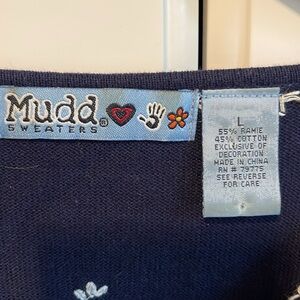 Mudd®
SWEATERS
L
55% RAMIE
45% COTTON
EXCLUSIVE OF
DECORATION
MADE IN CHINA
RN # 79775
SEE REVERSE
FOR CARE